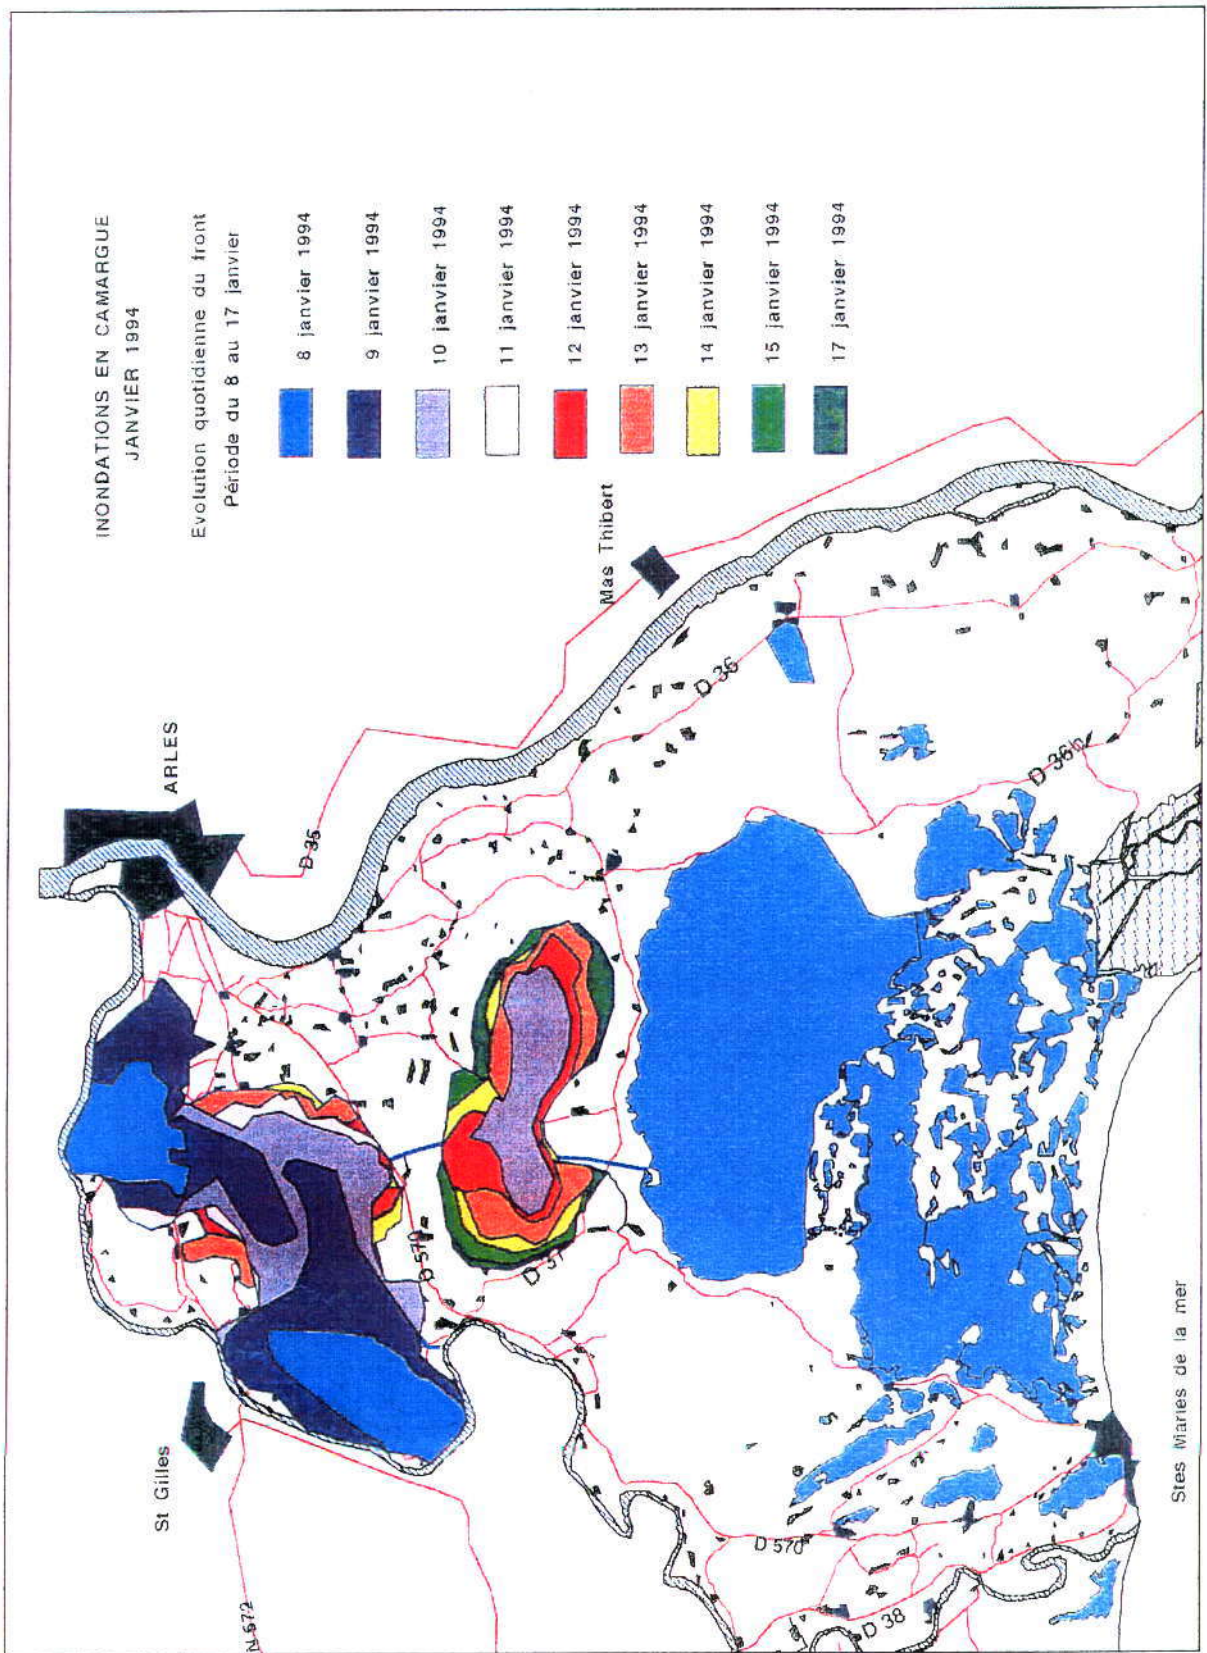 INONDATIONS EN CAMARGUE
JANVIER 1994
Evolution quotidienne du front
Période du 8 au 17 janvier
8 janvier 1994
9 janvier 1994
10 janvier 1994
11 janvier 1994
12 janvier 1994
13 janvier 1994
14 janvier 1994
15 janvier 1994
17 janvier 1994
ARLES
Mas Thibert
St Gilles
Stes Maries de la mer
D 35
D 36
D 36b
D 570
D 37
D 570
D 38
N 572